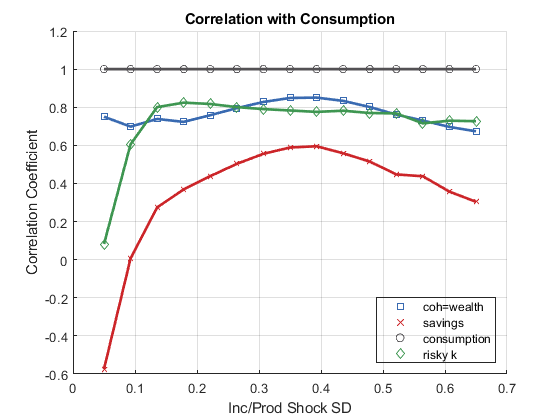 Correlation with Consumption
1.2
1
0.8
0.6
0.4
0.2
0
-0.2
-0.4
-0.6
Correlation Coefficient
coh=wealth
savings
consumption
risky k
0
0.1
0.2
0.3
0.4
0.5
0.6
0.7
Inc/Prod Shock SD